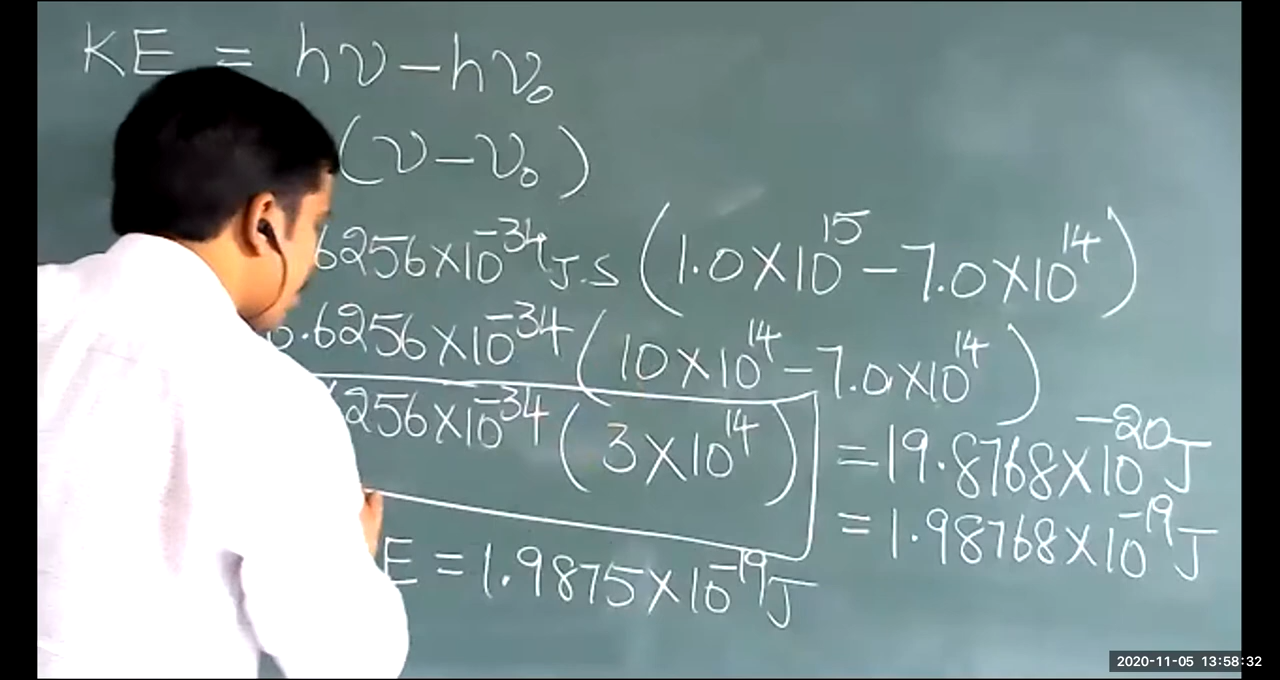 KE = hν – hν₀
(ν – ν₀)
6256×10⁻³⁴ J.S (1.0×10¹⁵ – 7.0×10¹⁴)
6.6256×10⁻³⁴ (10×10¹⁴ – 7.0×10¹⁴)
256×10⁻³⁴ (3×10¹⁴)
= 19.8768×10⁻²⁰ J
= 1.98768×10⁻¹⁹ J
E = 1.9875×10⁻¹⁹ J
2020-11-05 13:58:32